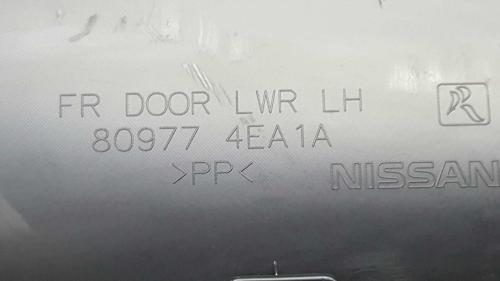 FR DOOR LWR LH
80977 4EA1A
>PP<
NISSAN